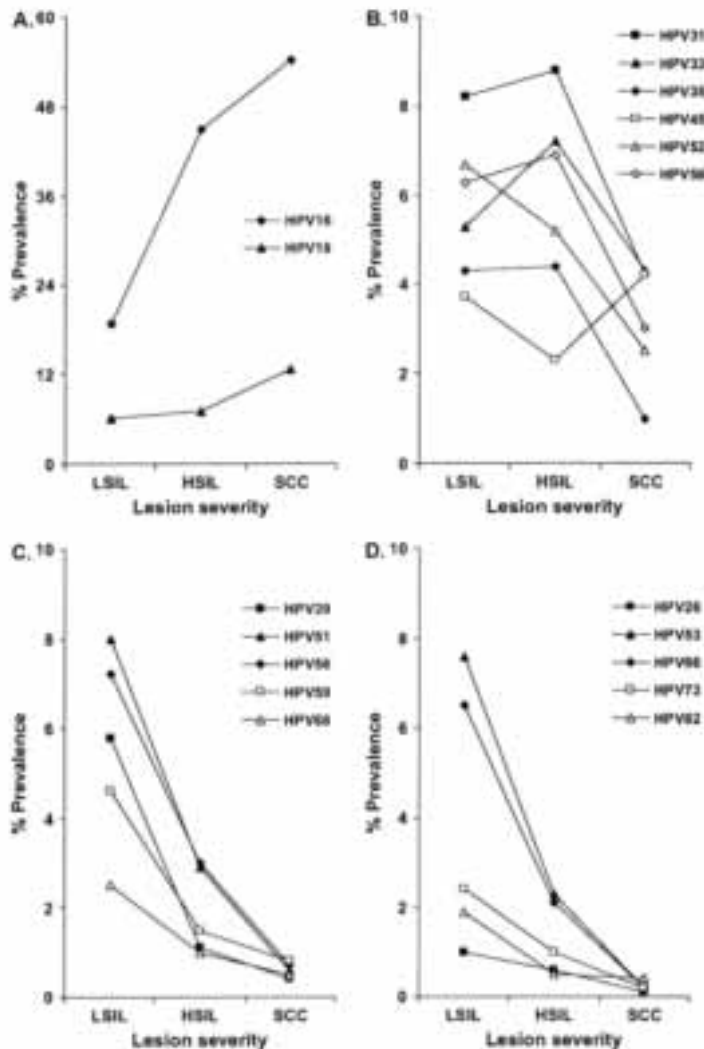 A.
60
48
36
24
12
0
% Prevalence
HPV16
HPV18
LSIL HSIL SCC
Lesion severity
B.
10
8
6
4
2
0
% Prevalence
HPV31
HPV33
HPV35
HPV45
HPV52
HPV58
LSIL HSIL SCC
Lesion severity
C.
10
8
6
4
2
0
% Prevalence
HPV39
HPV51
HPV56
HPV59
HPV68
LSIL HSIL SCC
Lesion severity
D.
10
8
6
4
2
0
% Prevalence
HPV26
HPV53
HPV66
HPV73
HPV82
LSIL HSIL SCC
Lesion severity